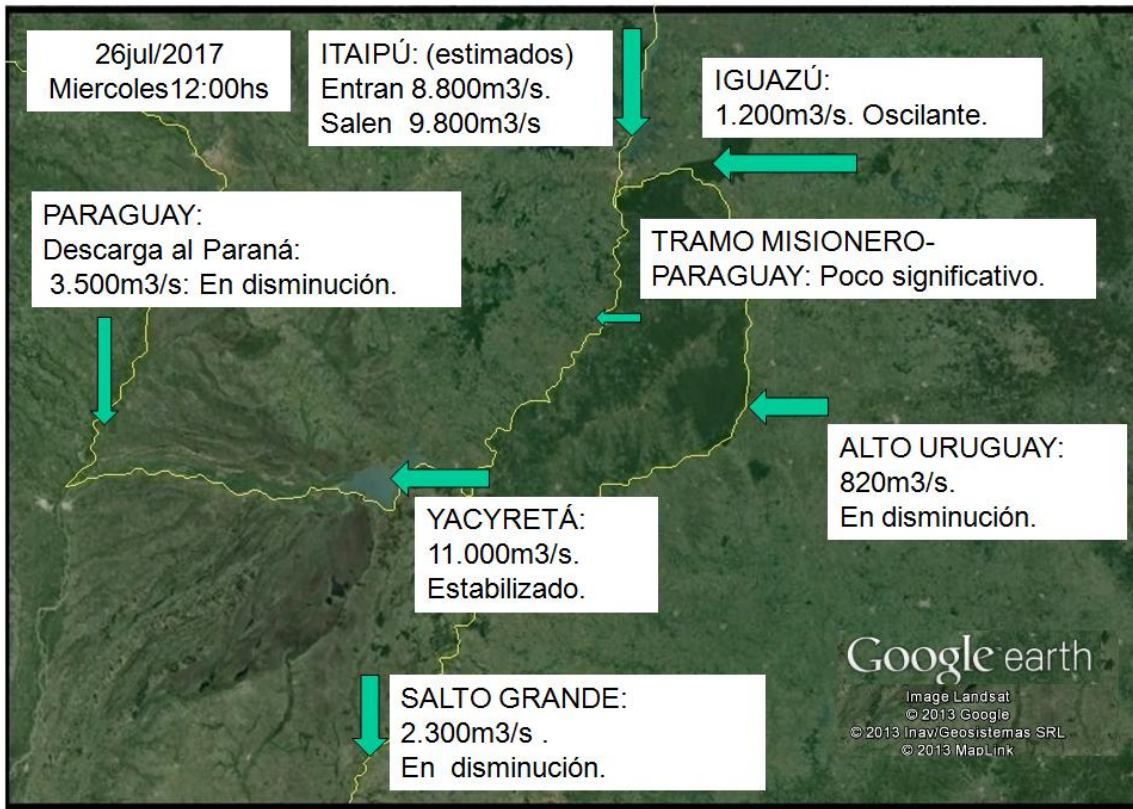 26jul/2017
Miercoles12:00hs
ITAIPÚ: (estimados)
Entran 8.800m3/s.
Salen 9.800m3/s
IGUAZÚ:
1.200m3/s. Oscilante.
PARAGUAY:
Descarga al Paraná:
3.500m3/s: En disminución.
TRAMO MISIONERO-
PARAGUAY: Poco significativo.
ALTO URUGUAY:
820m3/s.
En disminución.
YACYRETÁ:
11.000m3/s.
Estabilizado.
SALTO GRANDE:
2.300m3/s .
En disminución.
Google earth
Image Landsat
© 2013 Google
© 2013 Inav/Geosistemas SRL
© 2013 MapLink